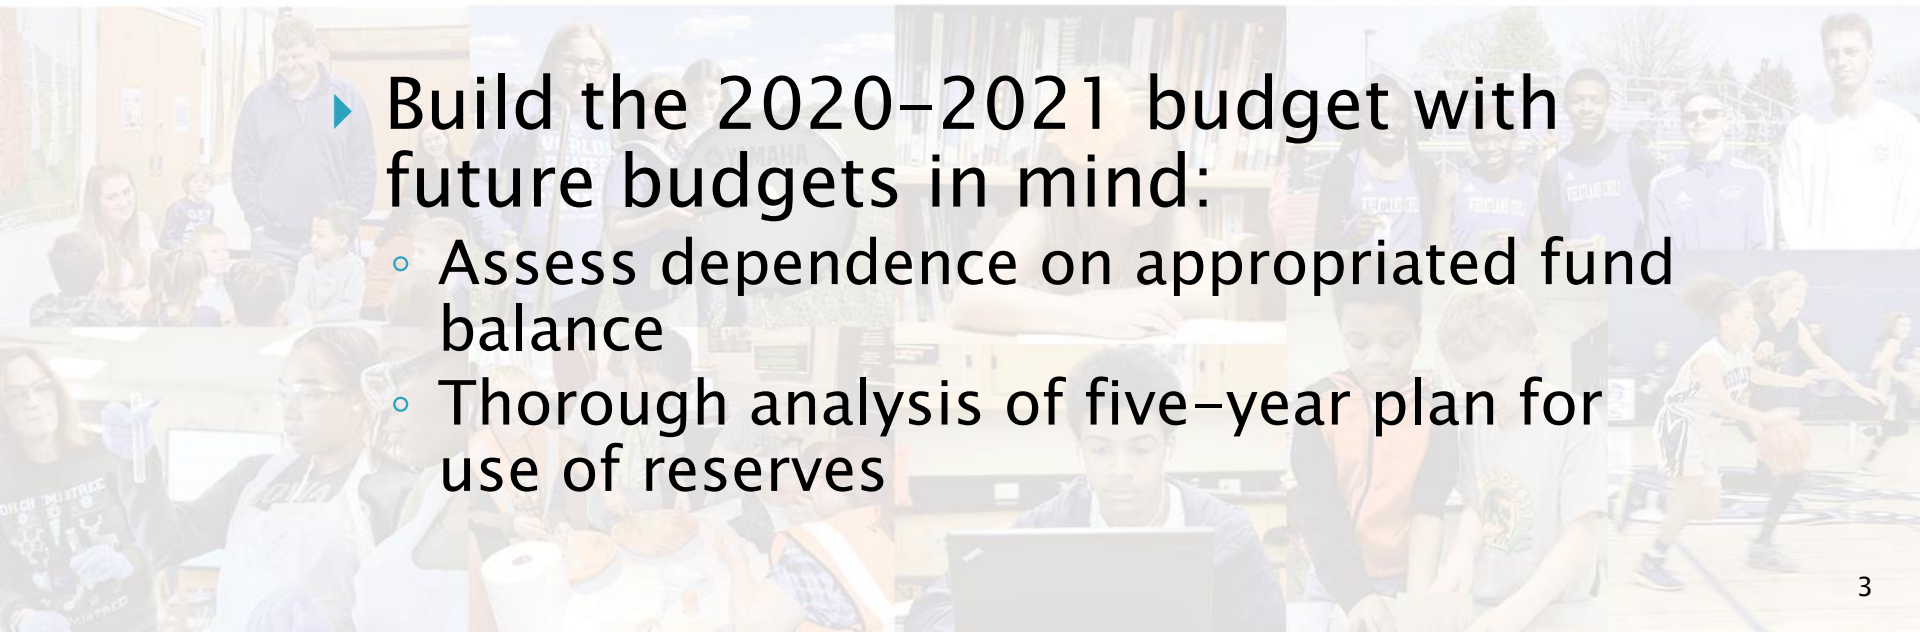 Build the 2020-2021 budget with
future budgets in mind:
Assess dependence on appropriated fund
balance
Thorough analysis of five-year plan for
use of reserves
YAMAHA
3